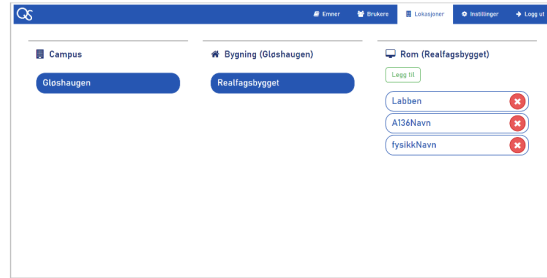 QS
Emner Brukere Lokasjoner Instillinger Logg ut
Campus
Gløshaugen
Bygning (Gløshaugen)
Realfagsbygget
Rom (Realfagsbygget)
Legg til
Labben
A136Navn
fysikkNavn